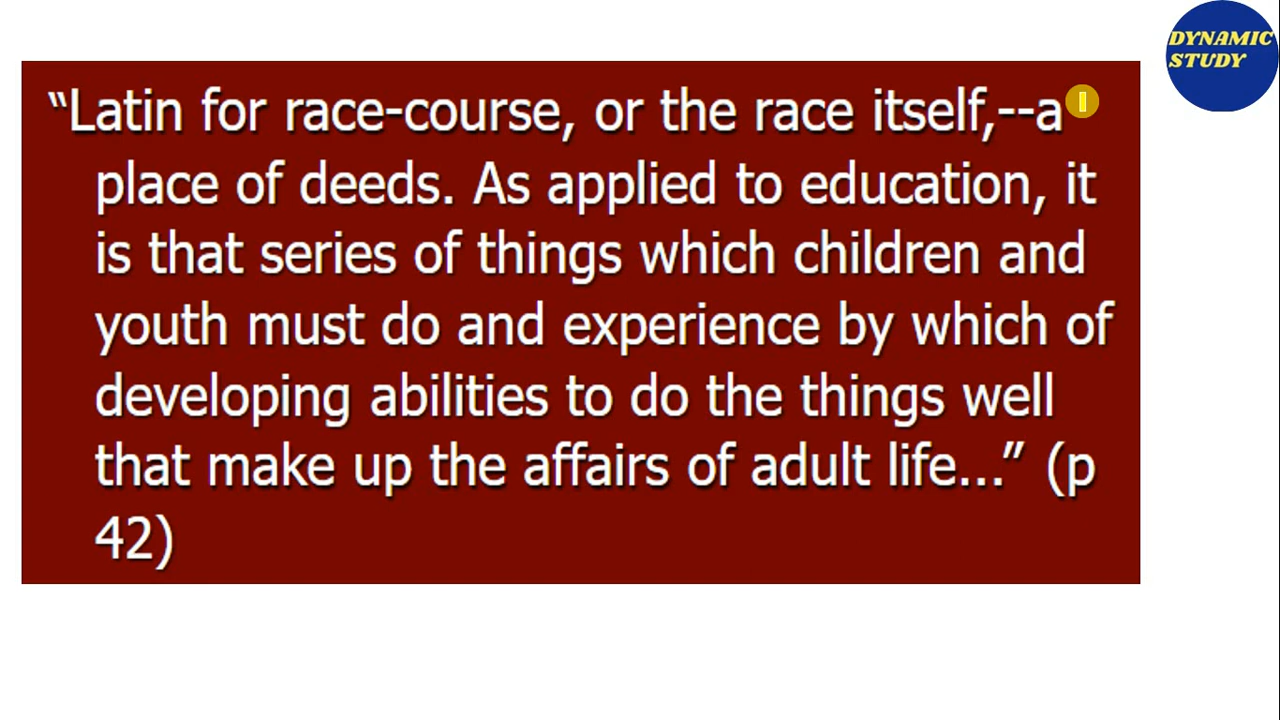 DYNAMIC
STUDY
“Latin for race-course, or the race itself,--a
place of deeds. As applied to education, it
is that series of things which children and
youth must do and experience by which of
developing abilities to do the things well
that make up the affairs of adult life...” (p
42)